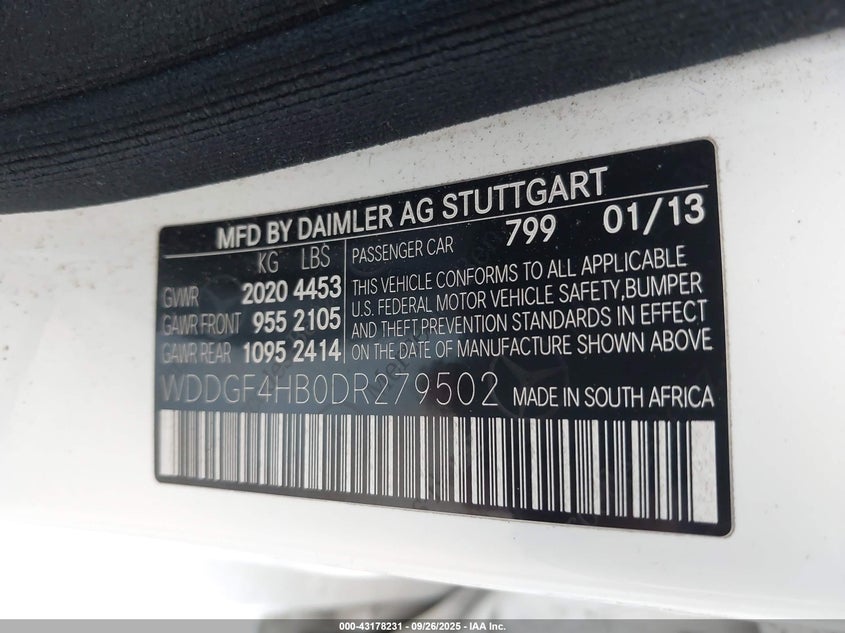 MFD BY DAIMLER AG STUTTGART
KG LBS PASSENGER CAR 799 01/13
GVWR 2020 4453
GAWR FRONT 955 2105
GAWR REAR 1095 2414
THIS VEHICLE CONFORMS TO ALL APPLICABLE
U.S. FEDERAL MOTOR VEHICLE SAFETY,BUMPER
AND THEFT PREVENTION STANDARDS IN EFFECT
ON THE DATE OF MANUFACTURE SHOWN ABOVE
WDDGF4HB0DR279502 MADE IN SOUTH AFRICA
000-43178231 - 09/26/2025 - IAA Inc.